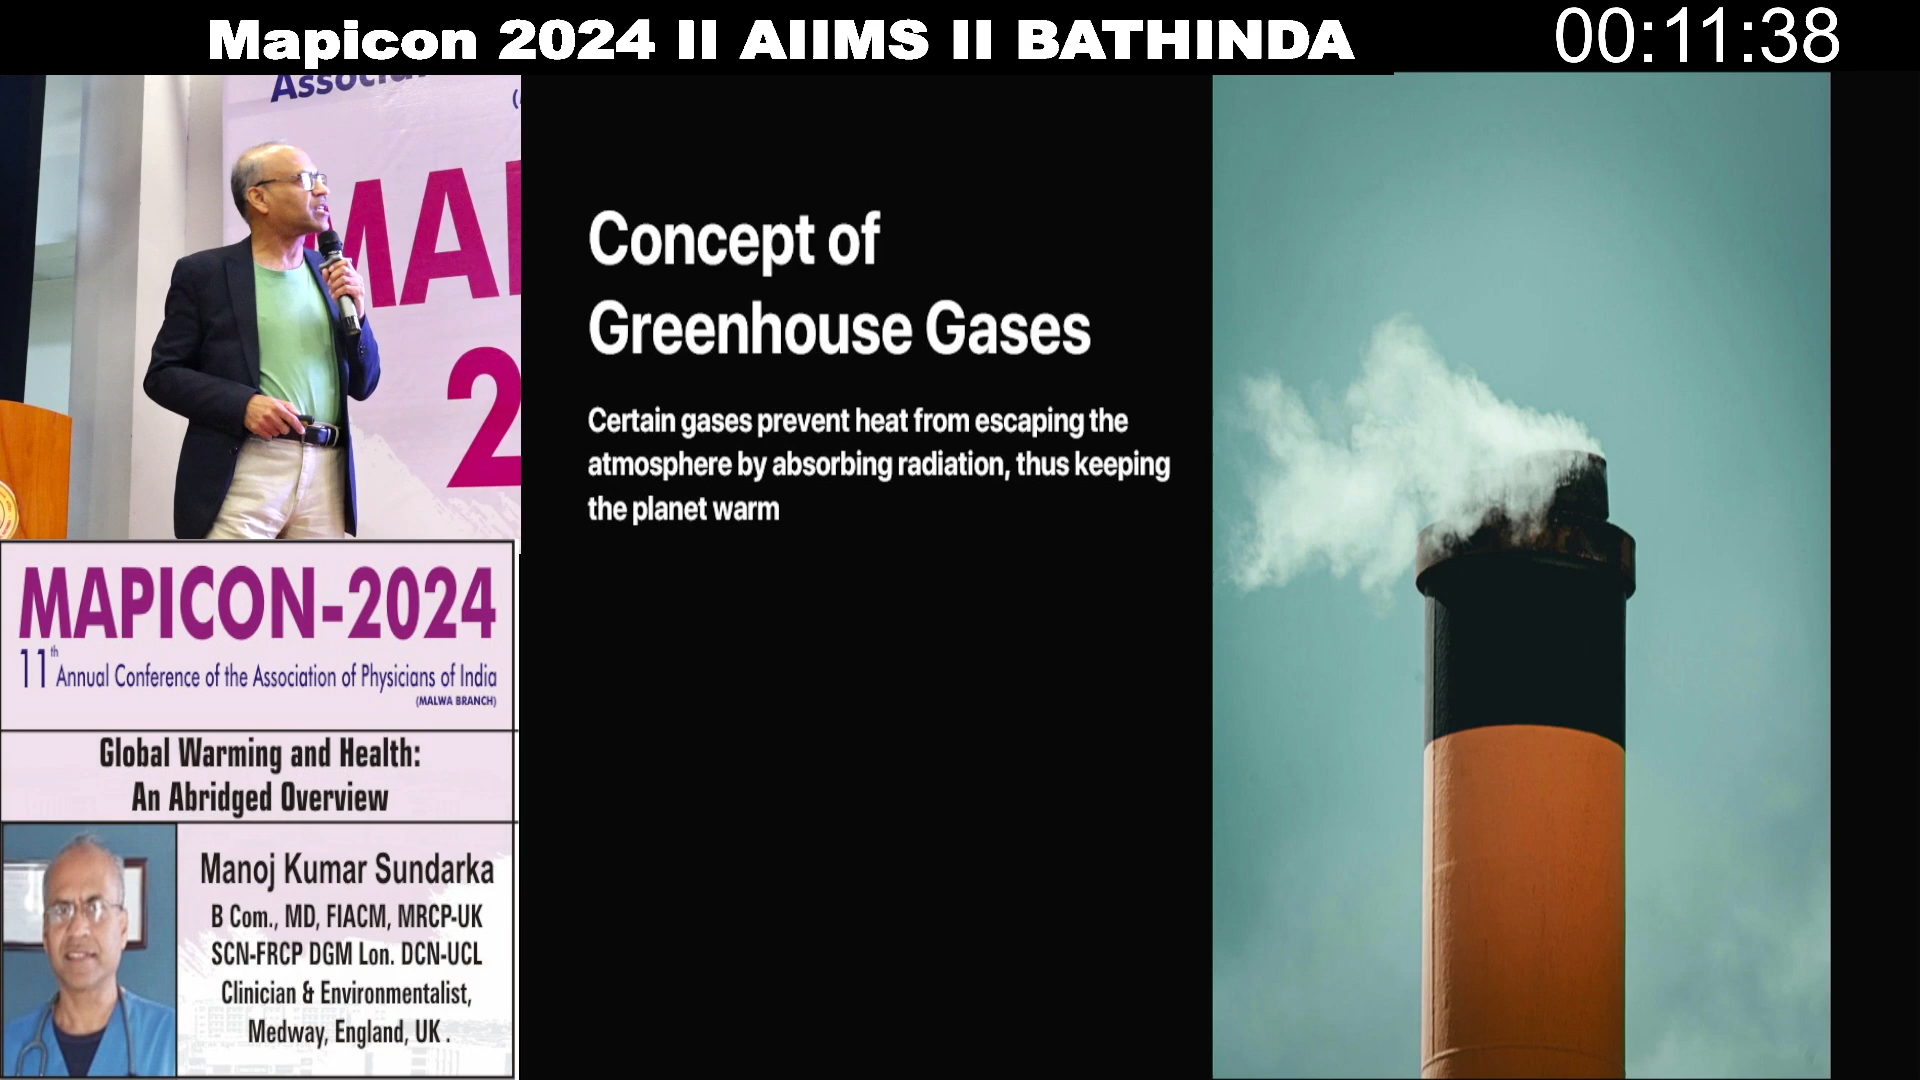 Mapicon 2024 II AIIMS II BATHINDA
00:11:38
Concept of
Greenhouse Gases
Certain gases prevent heat from escaping the
atmosphere by absorbing radiation, thus keeping
the planet warm
MAPICON-2024
11th Annual Conference of the Association of Physicians of India
(MALWA BRANCH)
Global Warming and Health:
An Abridged Overview
Manoj Kumar Sundarka
B Com., MD, FIACM, MRCP-UK
SCN-FRCP DGM Lon. DCN-UCL
Clinician & Environmentalist,
Medway, England, UK .